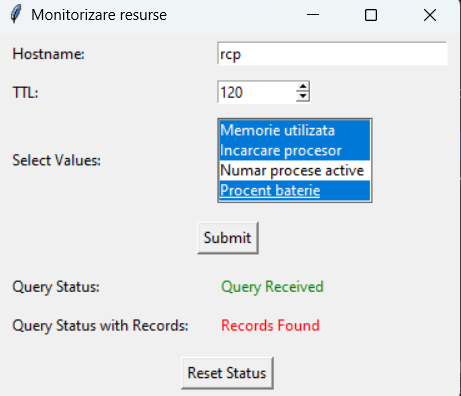 Monitorizare resurse
Hostname: rcp
TTL: 120
Select Values:
Memorie utilizata
Incarcare procesor
Numar procese active
Procent baterie
Submit
Query Status: Query Received
Query Status with Records: Records Found
Reset Status